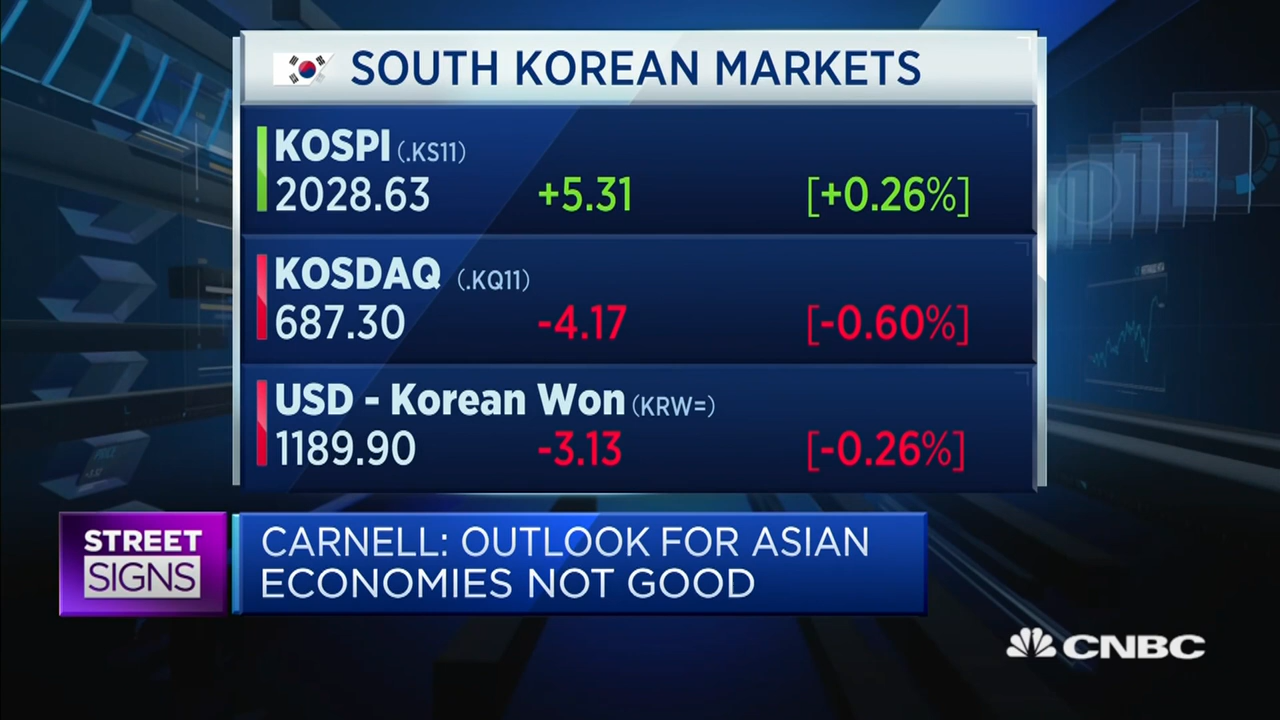 SOUTH KOREAN MARKETS
KOSPI (.KS11)
2028.63 +5.31 [+0.26%]
KOSDAQ (.KQ11)
687.30 -4.17 [-0.60%]
USD - Korean Won (KRW=)
1189.90 -3.13 [-0.26%]
STREET
SIGNS
CARNELL: OUTLOOK FOR ASIAN
ECONOMIES NOT GOOD
CNBC